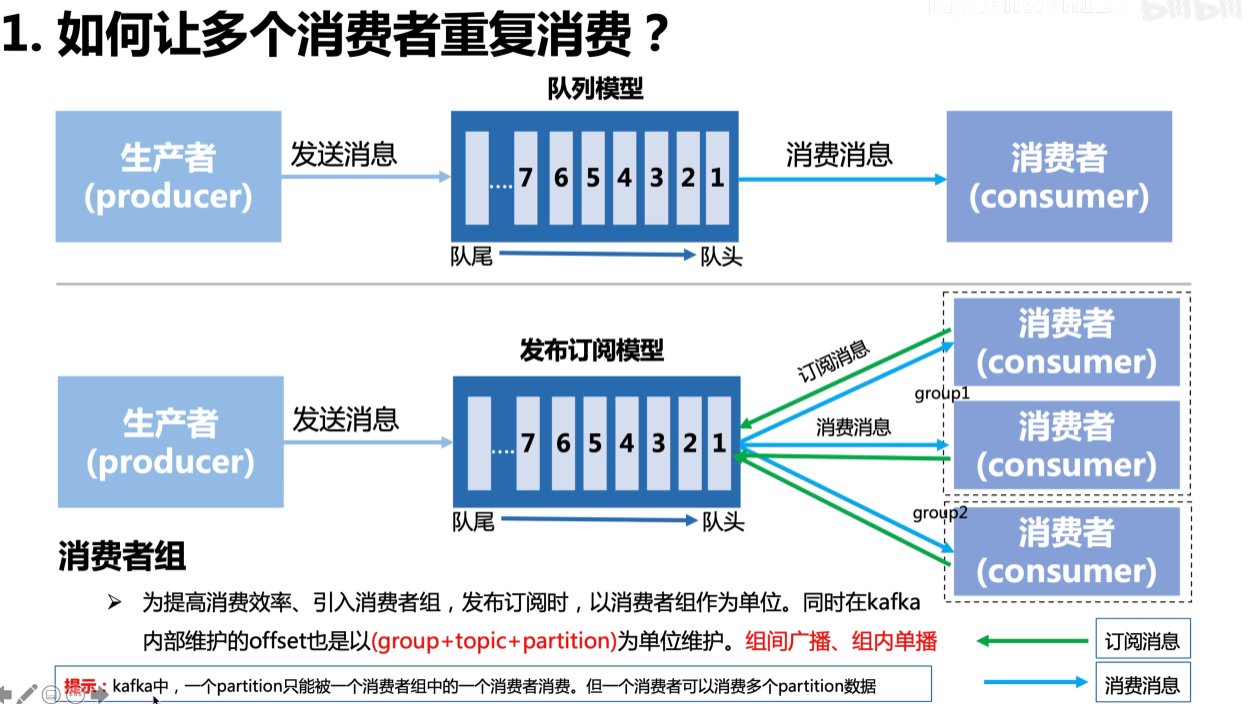 1. 如何让多个消费者重复消费？
队列模型
生产者
(producer)
发送消息
.... 7 6 5 4 3 2 1
消费消息
消费者
(consumer)
队尾
队头
发布订阅模型
生产者
(producer)
发送消息
.... 7 6 5 4 3 2 1
队尾
队头
订阅消息
消费消息
group1
消费者
(consumer)
消费者
(consumer)
group2
消费者
(consumer)
消费者组
为提高消费效率、引入消费者组，发布订阅时，以消费者组作为单位。同时在kafka
内部维护的offset也是以(group+topic+partition)为单位维护。组间广播、组内单播
订阅消息
消费消息
提示：kafka中，一个partition只能被一个消费者组中的一个消费者消费。但一个消费者可以消费多个partition数据